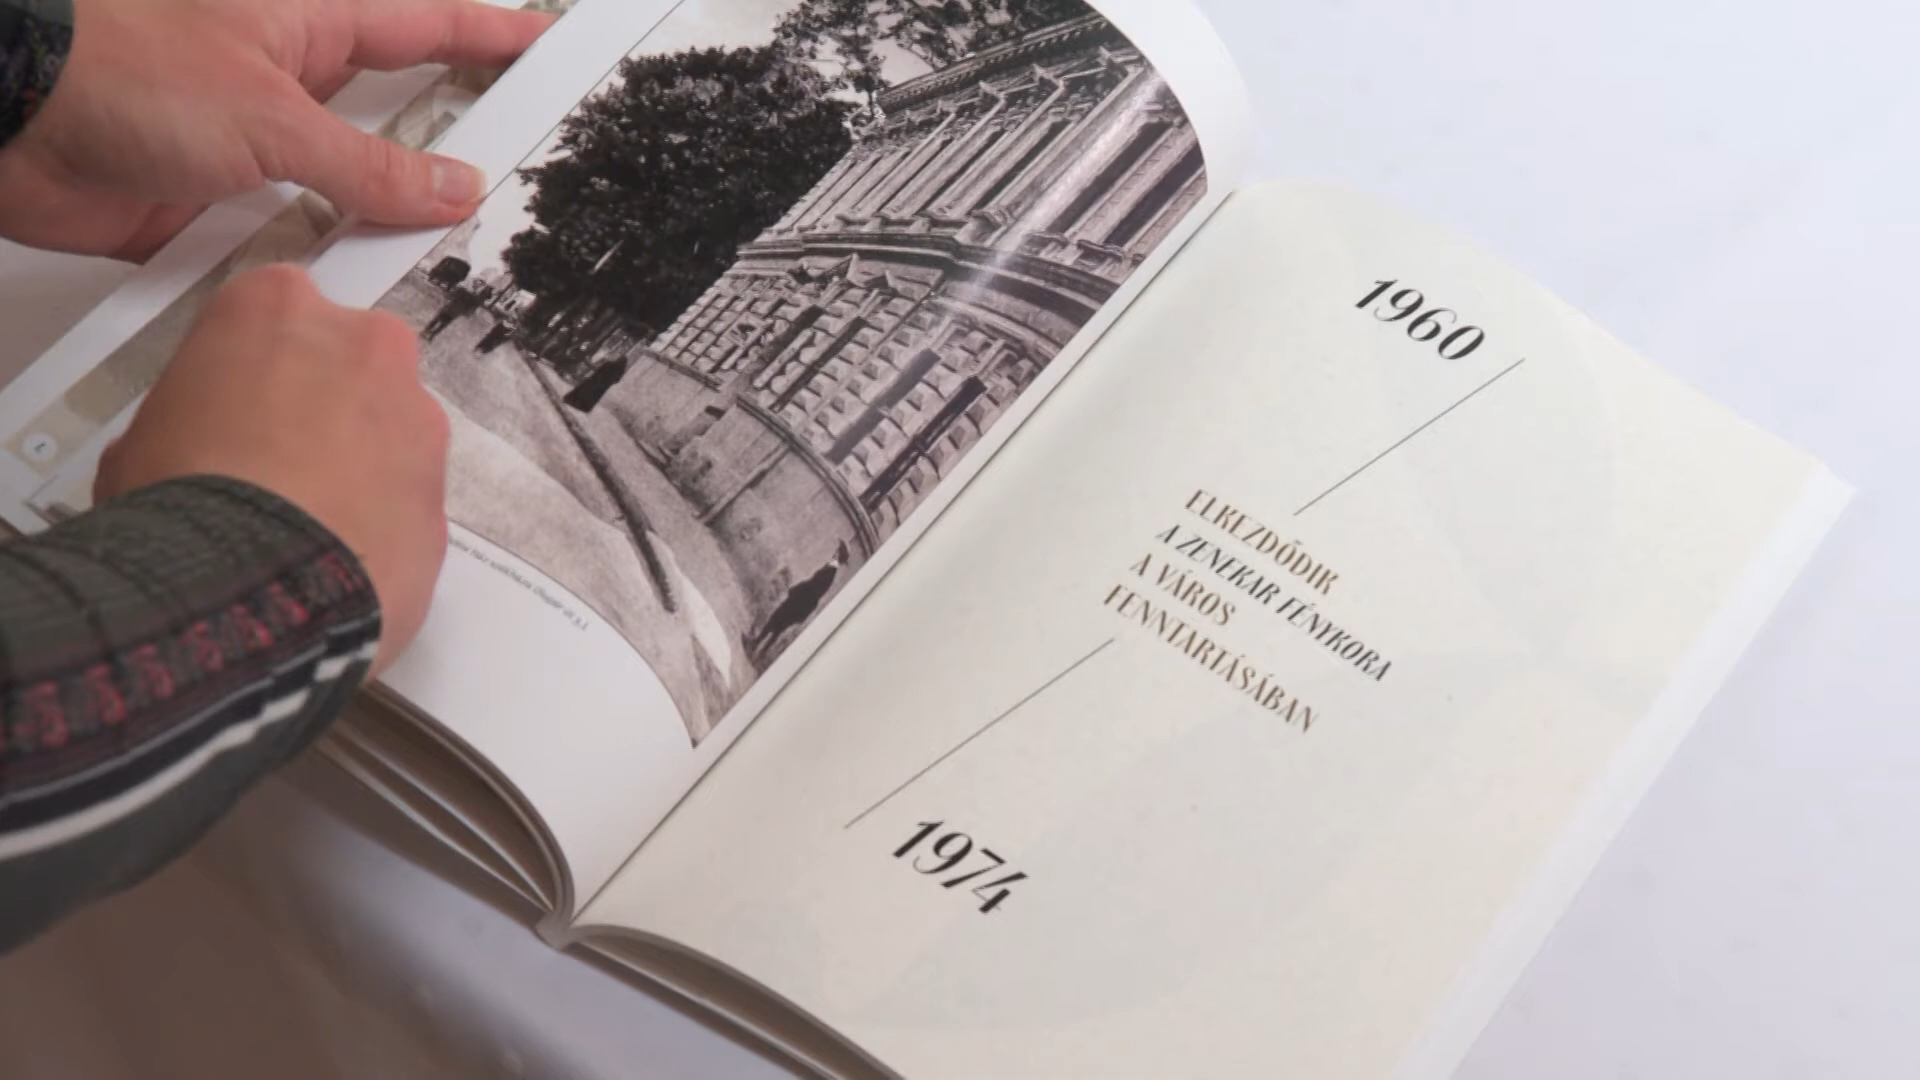 1960
ELKEZDŐDIK
A ZENEKAR FÉNYKORA
A VÁROS
FENNTARTÁSÁBAN
1974